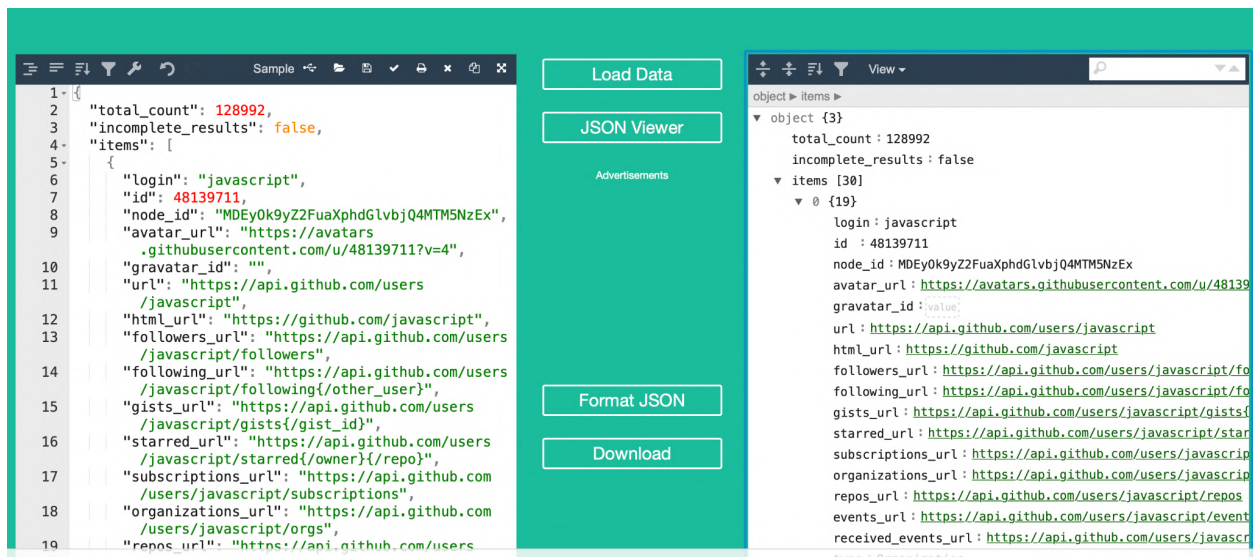 Sample
1 {
2 "total_count": 128992,
3 "incomplete_results": false,
4 "items": [
5 {
6 "login": "javascript",
7 "id": 48139711,
8 "node_id": "MDEyOk9yZ2FuaXphdGlvbjQ4MTM5NzEx",
9 "avatar_url": "https://avatars
.githubusercontent.com/u/48139711?v=4",
10 "gravatar_id": "",
11 "url": "https://api.github.com/users
/javascript",
12 "html_url": "https://github.com/javascript",
13 "followers_url": "https://api.github.com/users
/javascript/followers",
14 "following_url": "https://api.github.com/users
/javascript/following{/other_user}",
15 "gists_url": "https://api.github.com/users
/javascript/gists{/gist_id}",
16 "starred_url": "https://api.github.com/users
/javascript/starred{/owner}{/repo}",
17 "subscriptions_url": "https://api.github.com
/users/javascript/subscriptions",
18 "organizations_url": "https://api.github.com
/users/javascript/orgs",
19 "repos_url": "https://api.github.com/users
Load Data
JSON Viewer
Advertisements
Format JSON
Download
View
object ► items ►
object {3}
total_count : 128992
incomplete_results : false
items [30]
0 {19}
login : javascript
id : 48139711
node_id : MDEyOk9yZ2FuaXphdGlvbjQ4MTM5NzEx
avatar_url : https://avatars.githubusercontent.com/u/48139
gravatar_id : value
url : https://api.github.com/users/javascript
html_url : https://github.com/javascript
followers_url : https://api.github.com/users/javascript/fo
following_url : https://api.github.com/users/javascript/fo
gists_url : https://api.github.com/users/javascript/gists{
starred_url : https://api.github.com/users/javascript/star
subscriptions_url : https://api.github.com/users/javascrip
organizations_url : https://api.github.com/users/javascrip
repos_url : https://api.github.com/users/javascript/repos
events_url : https://api.github.com/users/javascript/event
received_events_url : https://api.github.com/users/javascr